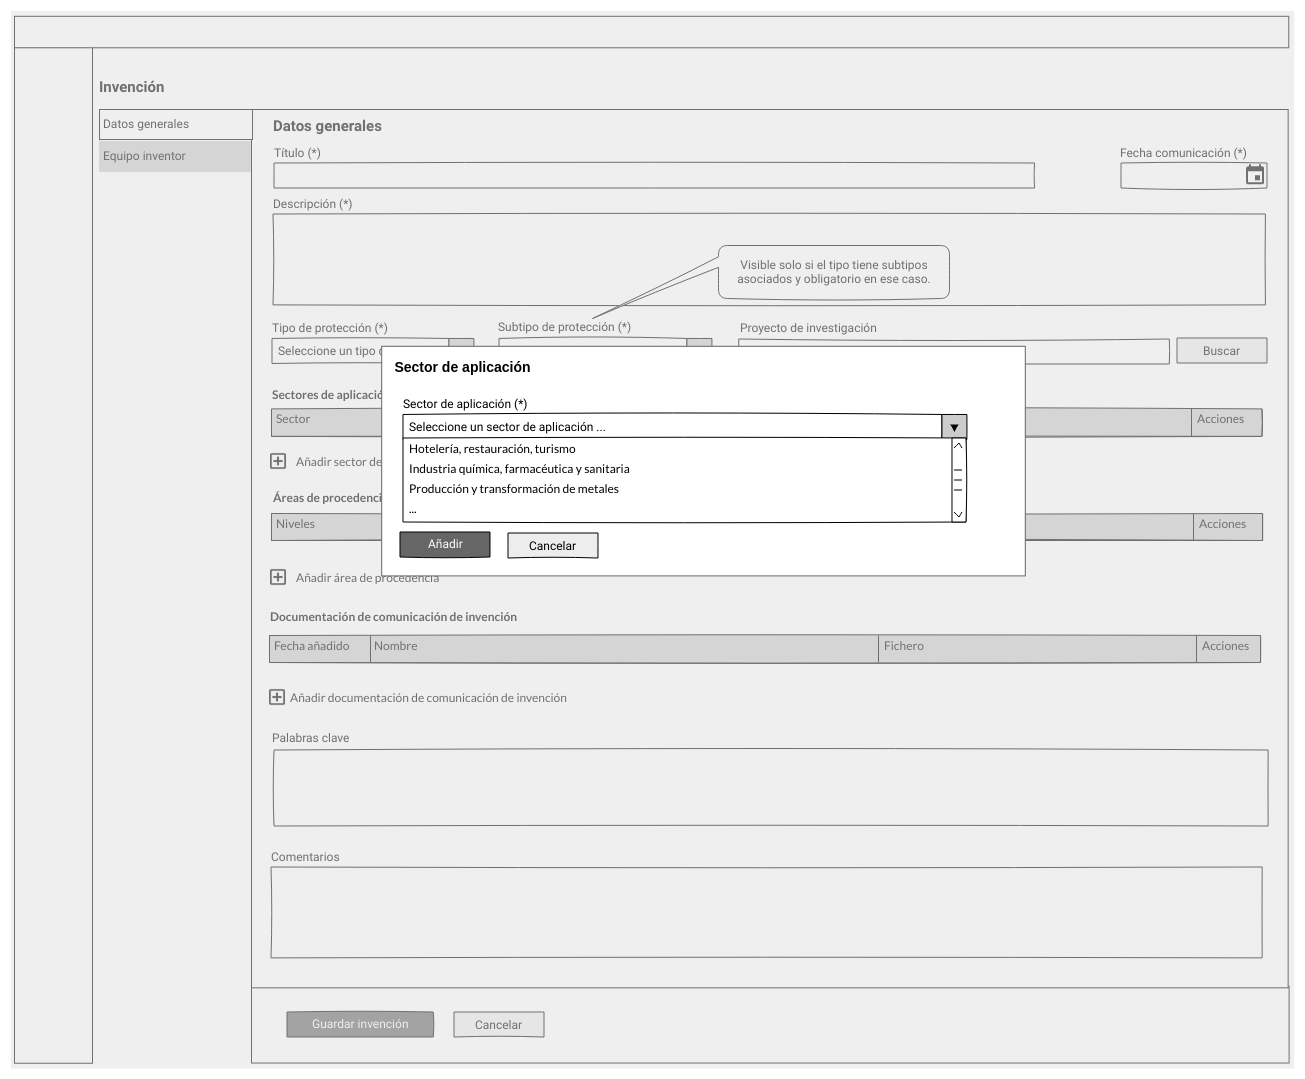 Invención
Datos generales
Equipo inventor
Datos generales
Título (*)
Fecha comunicación (*)
Descripción (*)
Visible solo si el tipo tiene subtipos
asociados y obligatorio en ese caso.
Tipo de protección (*)
Subtipo de protección (*)
Proyecto de investigación
Seleccione un tipo
Buscar
Sector de aplicación
Sectores de
Sector de aplicación (*)
Sector
Acciones
Seleccione un sector de aplicación ...
Hotelería, restauración, turismo
Añadir sector de
Industria química, farmacéutica y sanitaria
Producción y transformación de metales
...
Áreas de
Niveles
Acciones
Añadir
Cancelar
Añadir área de procedencia
Documentación de comunicación de invención
Fecha añadido
Nombre
Fichero
Acciones
Añadir documentación de comunicación de invención
Palabras clave
Comentarios
Guardar invención
Cancelar